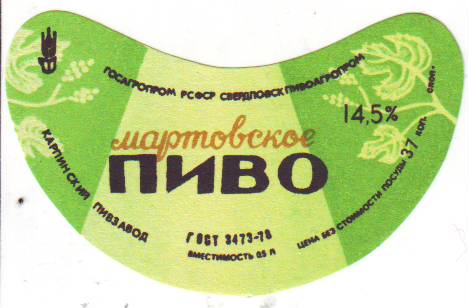 ГОСАГРОПРОМ РСФСР СВЕРДЛОВСКПИВОАГРОПРОМ
14,5%
мартовское
ПИВО
КАРПИНСКИЙ ПИВЗАВОД
ГОСТ 3473-78
ВМЕСТИМОСТЬ 0,5 Л
ЦЕНА БЕЗ СТОИМОСТИ ПОСУДЫ 37 КОП.